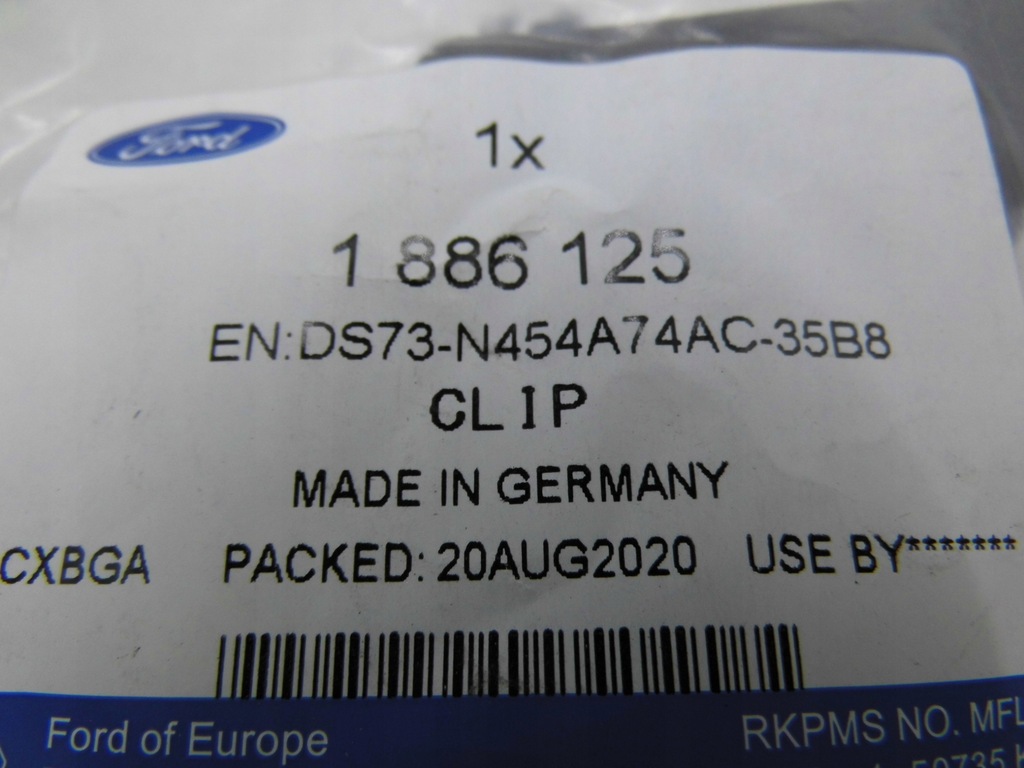 Ford
1x
1 886 125
EN:DS73-N454A74AC-35B8
CLIP
MADE IN GERMANY
CXBGA PACKED: 20AUG2020 USE BY*******
Ford of Europe
RKPMS NO. MFL
50735